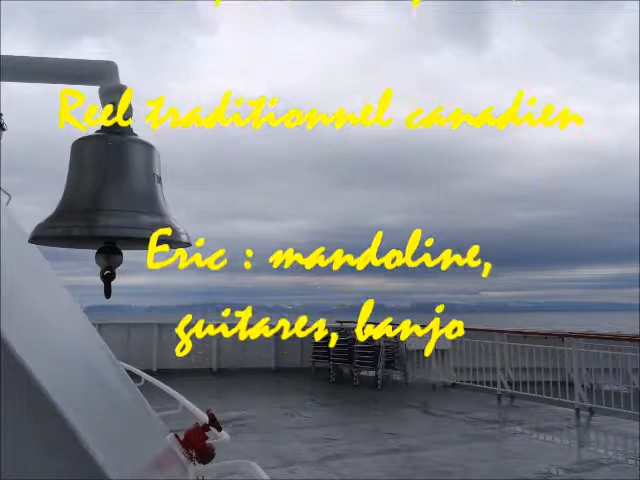 Reel traditionnel canadien
Eric : mandoline,
guitares, banjo